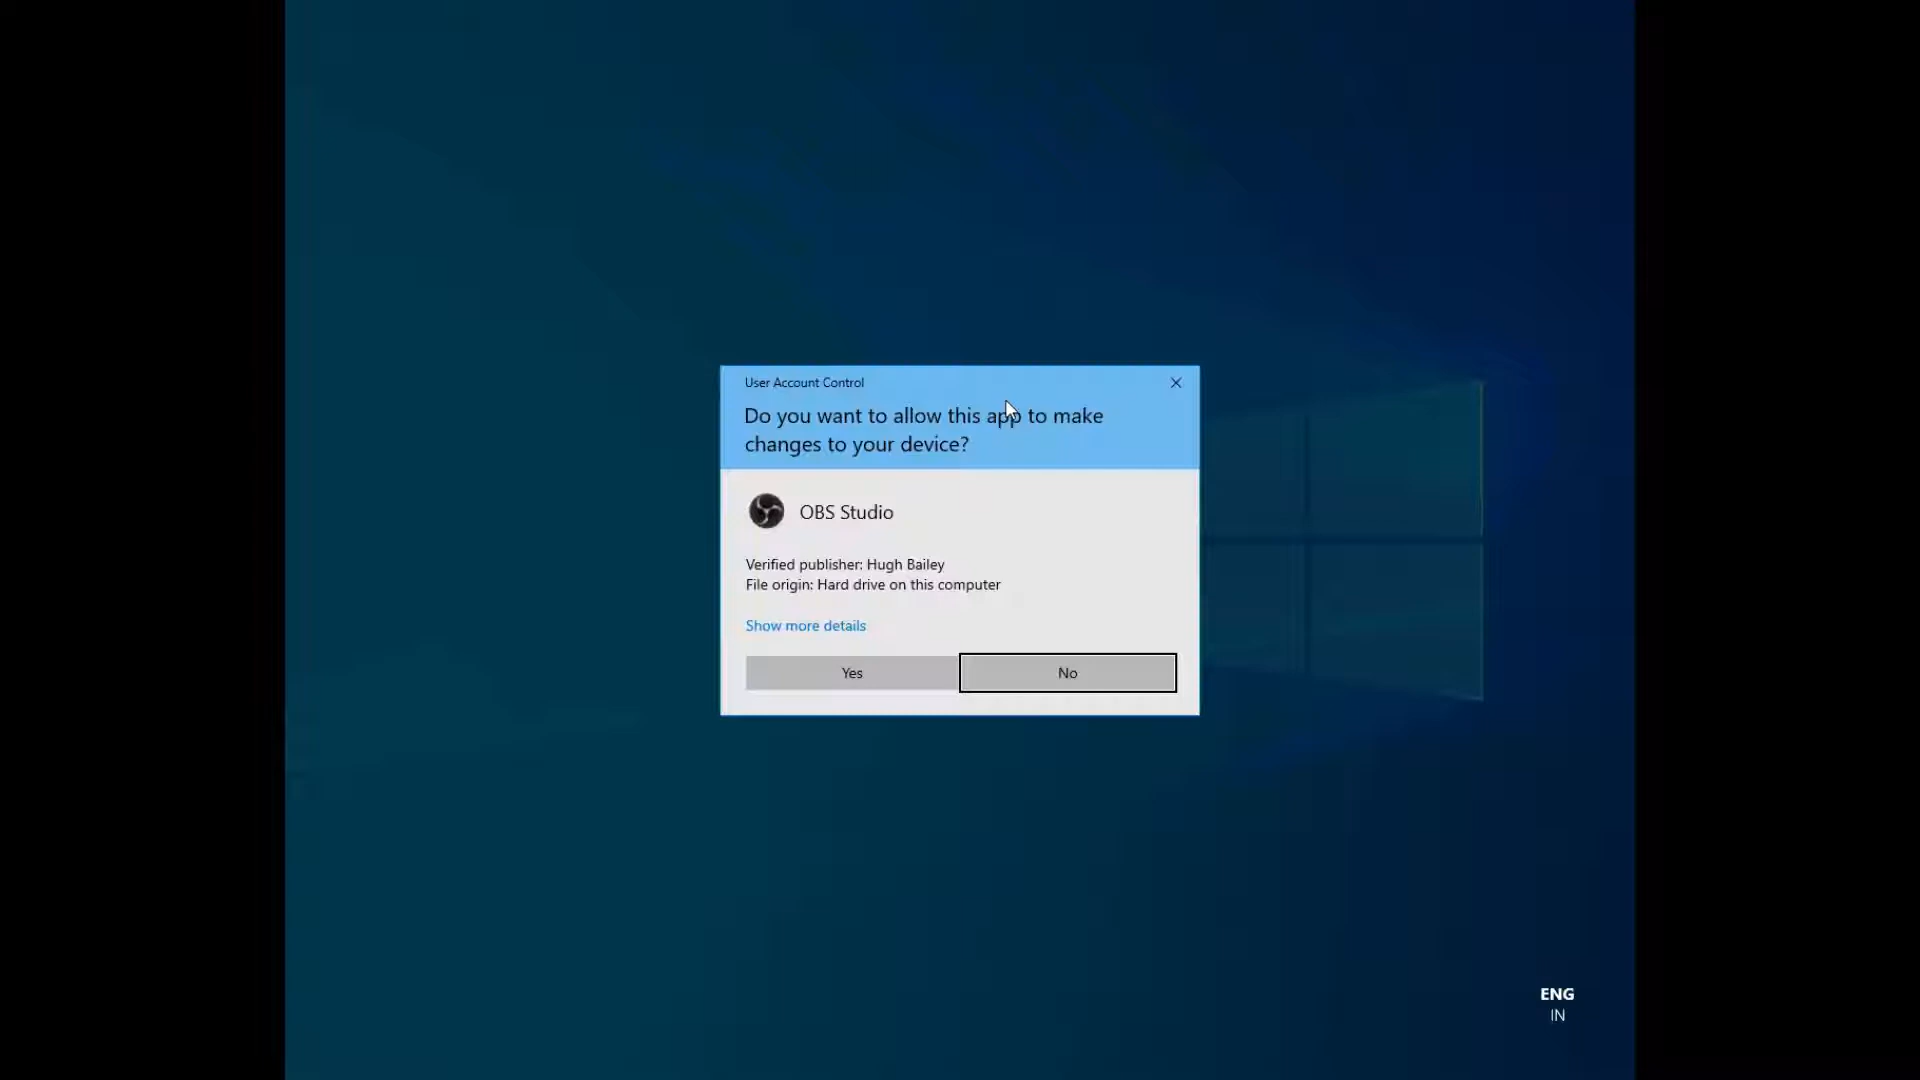 User Account Control
Do you want to allow this app to make
changes to your device?
OBS Studio
Verified publisher: Hugh Bailey
File origin: Hard drive on this computer
Show more details
Yes
No
ENG
IN